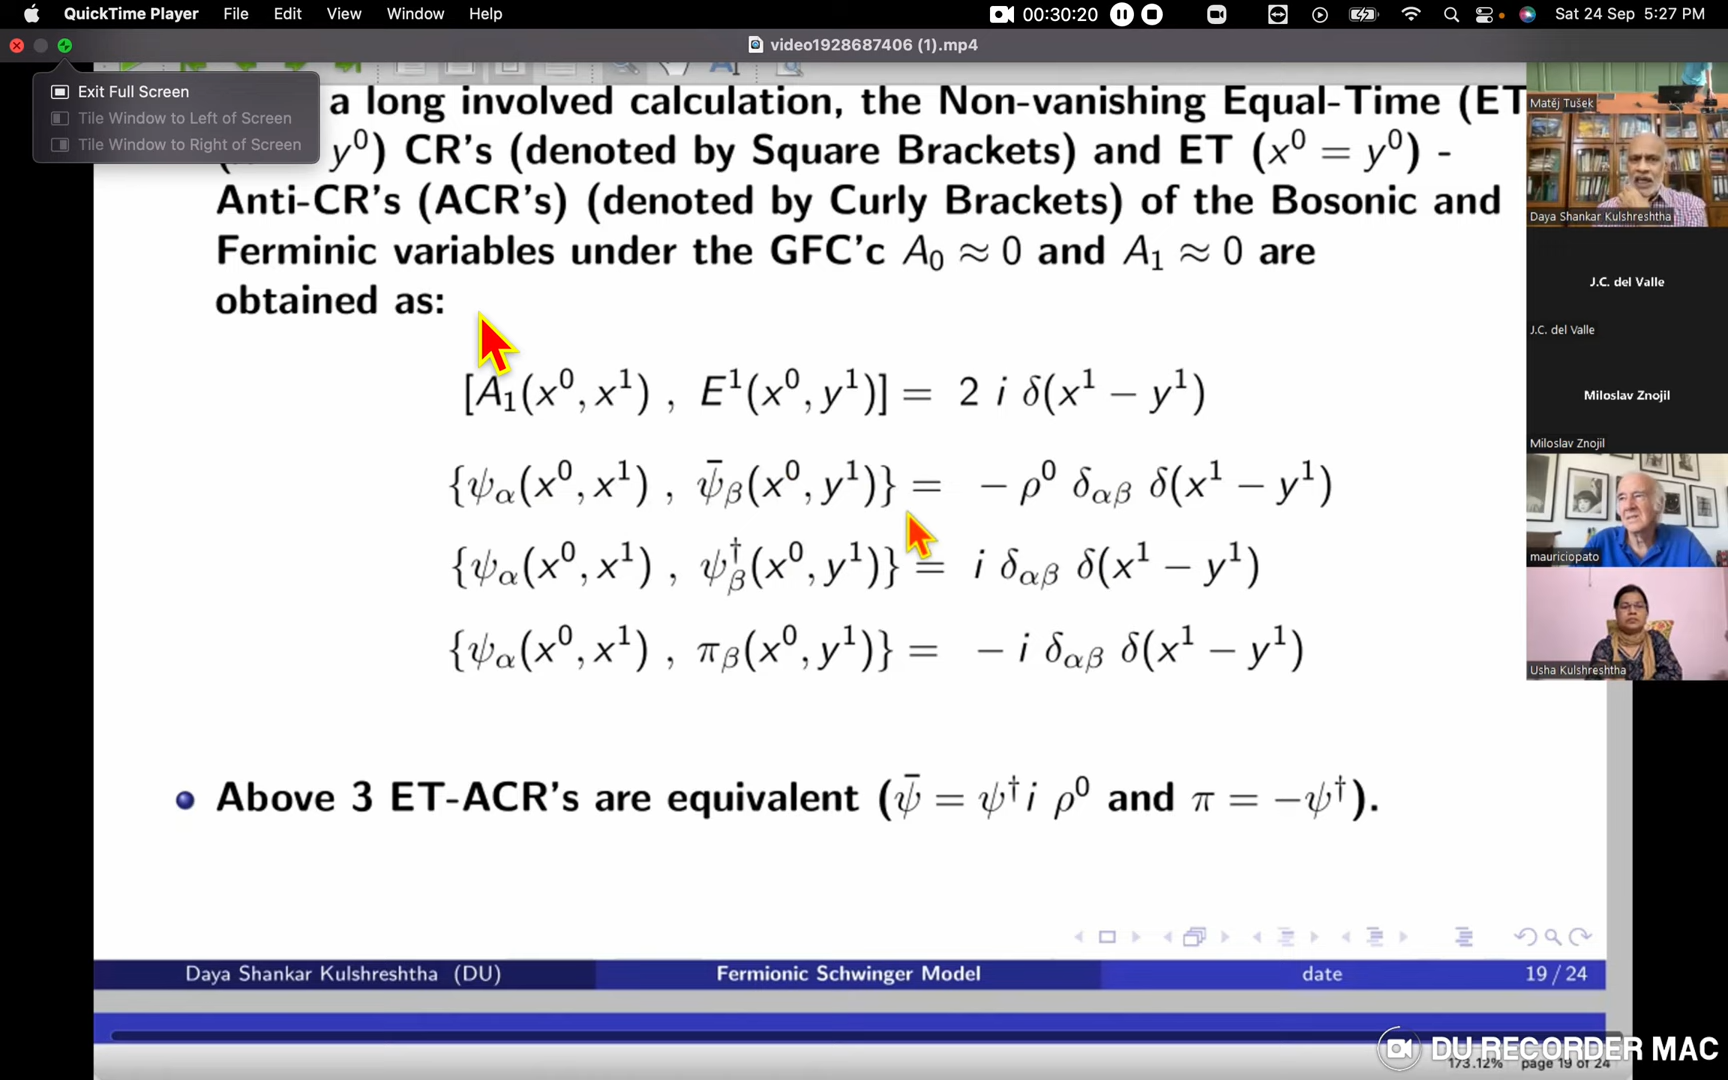 QuickTime Player File Edit View Window Help 00:30:20 Sat 24 Sep 5:27 PM
video1928687406 (1).mp4
Exit Full Screen
Tile Window to Left of Screen
Tile Window to Right of Screen
a long involved calculation, the Non-vanishing Equal-Time (ET
y⁰) CR's (denoted by Square Brackets) and ET (x⁰ = y⁰) -
Anti-CR's (ACR's) (denoted by Curly Brackets) of the Bosonic and
Ferminic variables under the GFC'c A₀ ≈ 0 and A₁ ≈ 0 are
obtained as:
[A₁(x⁰, x¹) , E¹(x⁰, y¹)] = 2 i δ(x¹ − y¹)
{ψ_α(x⁰, x¹) , ψ̄_β(x⁰, y¹)} = − ρ⁰ δ_αβ δ(x¹ − y¹)
{ψ_α(x⁰, x¹) , ψ†_β(x⁰, y¹)} = i δ_αβ δ(x¹ − y¹)
{ψ_α(x⁰, x¹) , π_β(x⁰, y¹)} = − i δ_αβ δ(x¹ − y¹)
Above 3 ET-ACR's are equivalent (ψ̄ = ψ†i ρ⁰ and π = −ψ†).
Daya Shankar Kulshreshtha (DU) Fermionic Schwinger Model date 19 / 24
Matěj Tušek
Daya Shankar Kulshreshtha
J.C. del Valle
J.C. del Valle
Miloslav Znojil
Miloslav Znojil
mauriciopato
Usha Kulshreshtha
DU RECORDER MAC
173.12% page 19 of 24